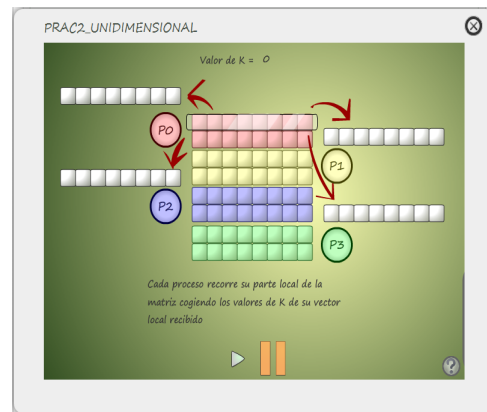 PRAC2_UNIDIMENSIONAL
Valor de K = 0
P0
P1
P2
P3
Cada proceso recorre su parte local de la
matriz cogiendo los valores de K de su vector
local recibido
?